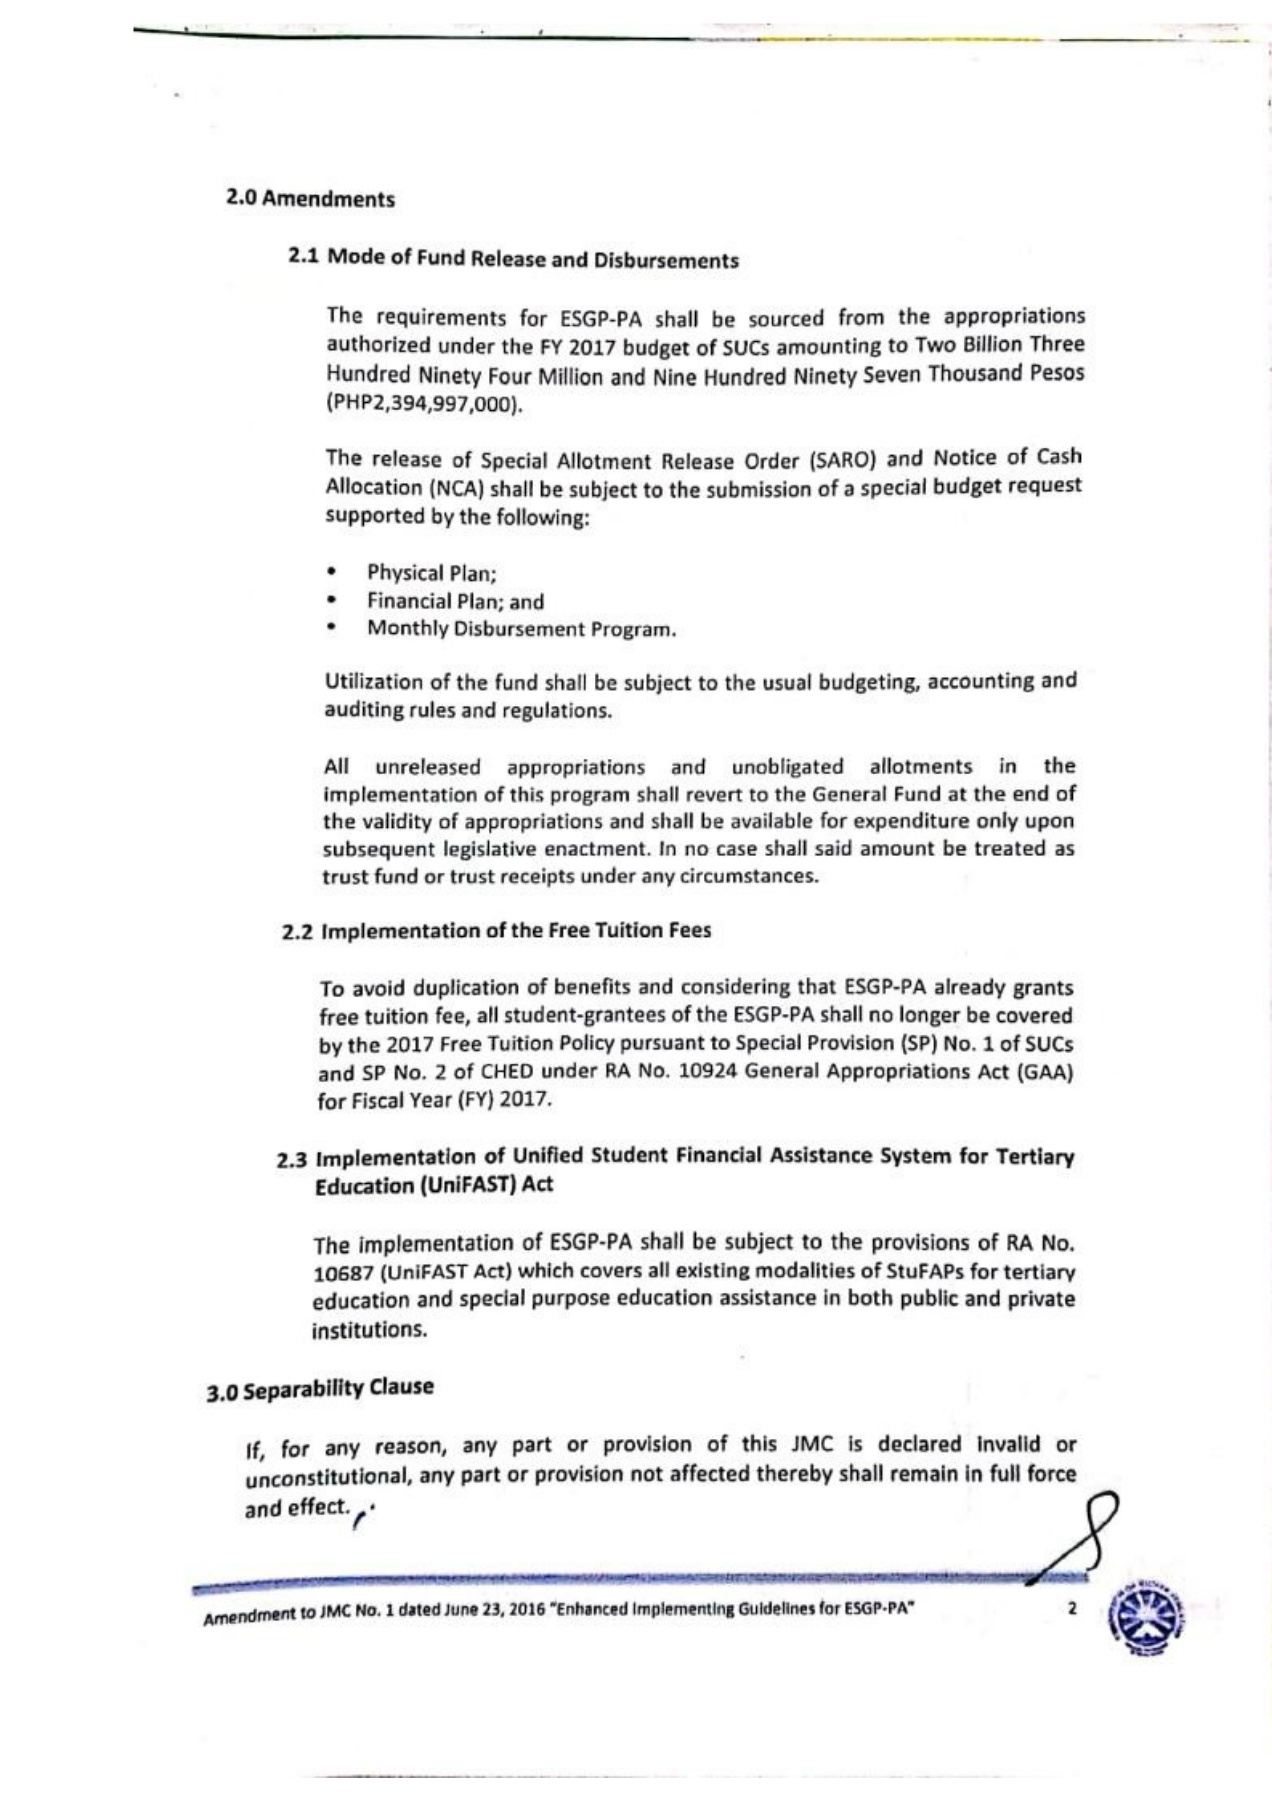 2.0 Amendments
2.1 Mode of Fund Release and Disbursements
The requirements for ESGP-PA shall be sourced from the appropriations
authorized under the FY 2017 budget of SUCs amounting to Two Billion Three
Hundred Ninety Four Million and Nine Hundred Ninety Seven Thousand Pesos
(PHP2,394,997,000).
The release of Special Allotment Release Order (SARO) and Notice of Cash
Allocation (NCA) shall be subject to the submission of a special budget request
supported by the following:
• Physical Plan;
• Financial Plan; and
• Monthly Disbursement Program.
Utilization of the fund shall be subject to the usual budgeting, accounting and
auditing rules and regulations.
All unreleased appropriations and unobligated allotments in the
implementation of this program shall revert to the General Fund at the end of
the validity of appropriations and shall be available for expenditure only upon
subsequent legislative enactment. In no case shall said amount be treated as
trust fund or trust receipts under any circumstances.
2.2 Implementation of the Free Tuition Fees
To avoid duplication of benefits and considering that ESGP-PA already grants
free tuition fee, all student-grantees of the ESGP-PA shall no longer be covered
by the 2017 Free Tuition Policy pursuant to Special Provision (SP) No. 1 of SUCs
and SP No. 2 of CHED under RA No. 10924 General Appropriations Act (GAA)
for Fiscal Year (FY) 2017.
2.3 Implementation of Unified Student Financial Assistance System for Tertiary
Education (UniFAST) Act
The implementation of ESGP-PA shall be subject to the provisions of RA No.
10687 (UniFAST Act) which covers all existing modalities of StuFAPs for tertiary
education and special purpose education assistance in both public and private
institutions.
3.0 Separability Clause
If, for any reason, any part or provision of this JMC is declared invalid or
unconstitutional, any part or provision not affected thereby shall remain in full force
and effect.
Amendment to JMC No. 1 dated June 23, 2016 "Enhanced Implementing Guidelines for ESGP-PA" 2